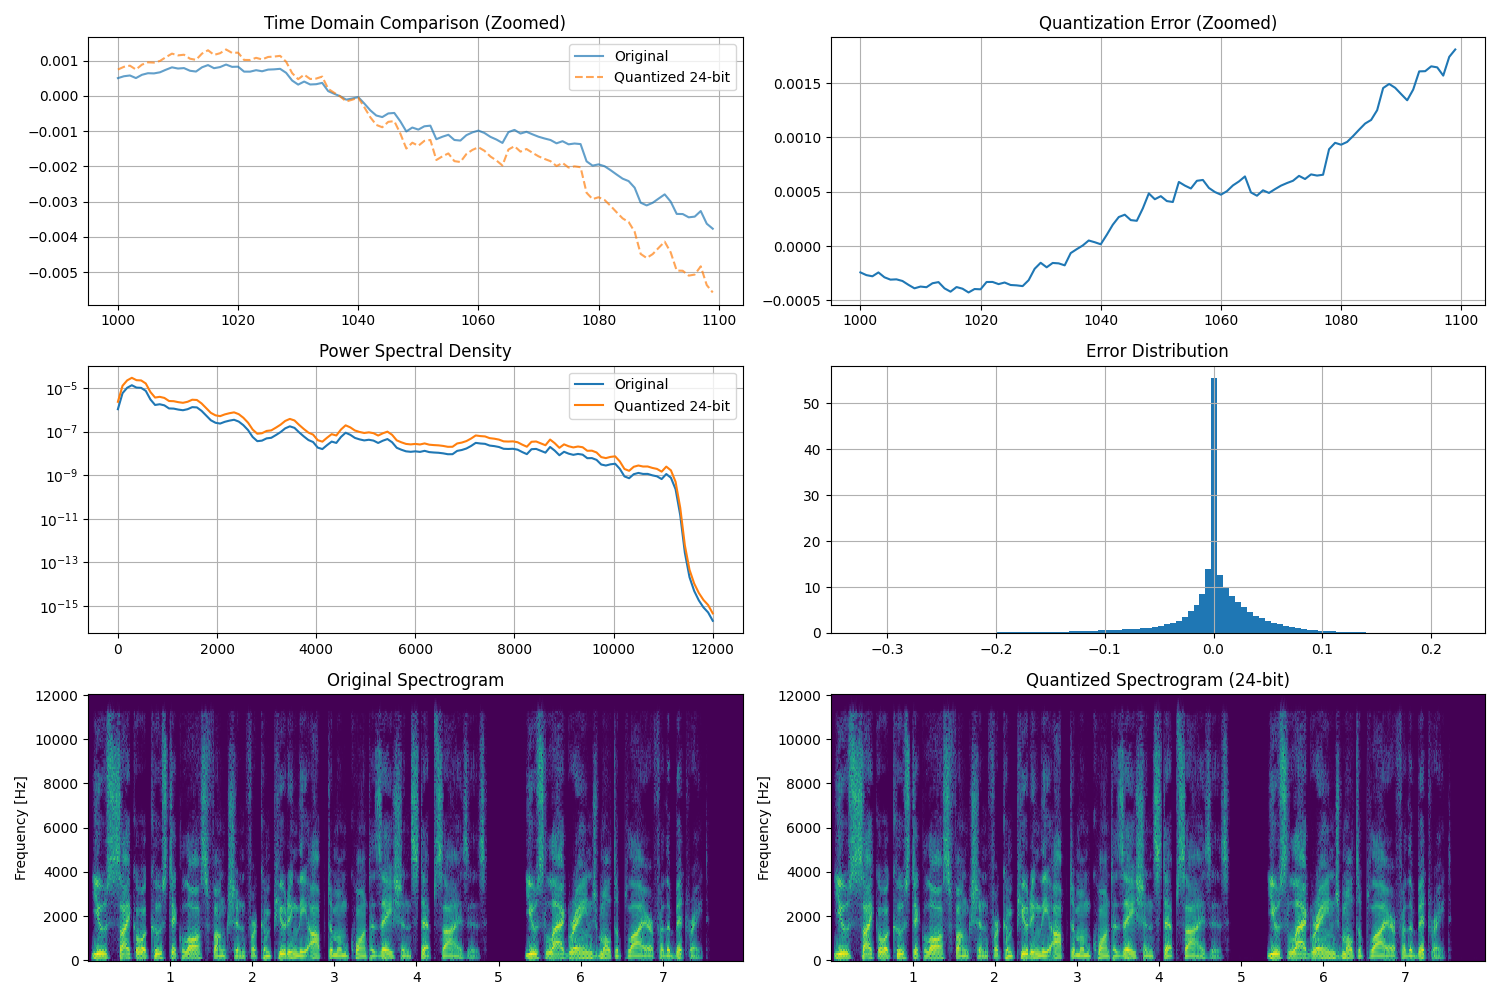 Time Domain Comparison (Zoomed)
Original
Quantized 24-bit
0.001
0.000
−0.001
−0.002
−0.003
−0.004
−0.005
1000 1020 1040 1060 1080 1100
Quantization Error (Zoomed)
0.0015
0.0010
0.0005
0.0000
−0.0005
1000 1020 1040 1060 1080 1100
Power Spectral Density
Original
Quantized 24-bit
10⁻⁵
10⁻⁷
10⁻⁹
10⁻¹¹
10⁻¹³
10⁻¹⁵
0 2000 4000 6000 8000 10000 12000
Error Distribution
50
40
30
20
10
0
−0.3 −0.2 −0.1 0.0 0.1 0.2
Original Spectrogram
Frequency [Hz]
12000
10000
8000
6000
4000
2000
0
1 2 3 4 5 6 7
Quantized Spectrogram (24-bit)
Frequency [Hz]
12000
10000
8000
6000
4000
2000
0
1 2 3 4 5 6 7